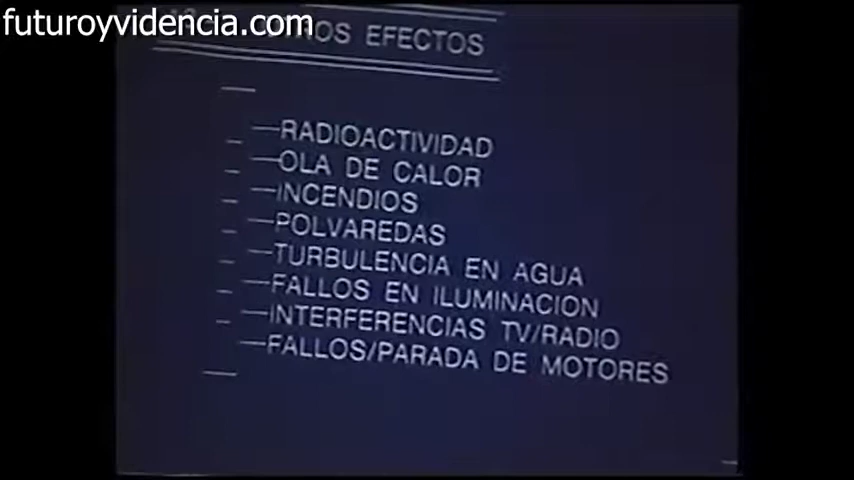 futuroyvidencia.com
EFECTOS
—RADIOACTIVIDAD
—OLA DE CALOR
—INCENDIOS
—POLVAREDAS
—TURBULENCIA EN AGUA
—FALLOS EN ILUMINACION
—INTERFERENCIAS TV/RADIO
—FALLOS/PARADA DE MOTORES